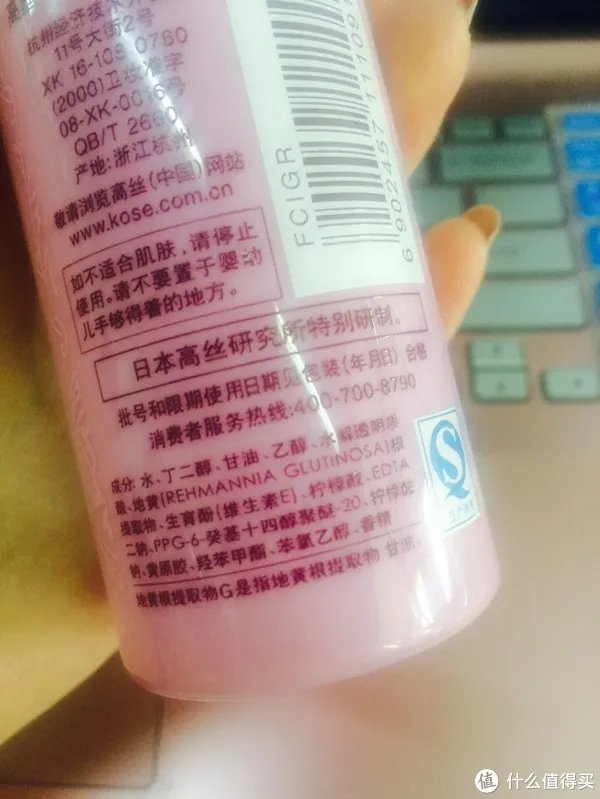 杭州经济技术开
11号大街2号
XK 16-108 0760
(2000)卫妆准字
08-XK-0016号
QB/T 2660
产地:浙江杭州
敬请浏览高丝(中国)网站
www.kose.com.cn
如不适合肌肤,请停止
使用。请不要置于婴幼
儿手够得着的地方。
FCIGR
6 902457 11109
日本高丝研究所特别研制。
批号和限期使用日期见包装(年月日) 合格
消费者服务热线:400-700-8790
成分: 水、丁二醇、甘油、乙醇、水解透明质
酸、地黄(REHMANNIA GLUTINOSA)根
提取物、生育酚(维生素E)、柠檬酸、EDTA
二钠、PPG-6-癸基十四醇聚醚-20、柠檬酸
钠、黄原胶、羟苯甲酯、苯氧乙醇、香精
地黄根提取物G是指地黄根提取物 甘油、
值 什么值得买